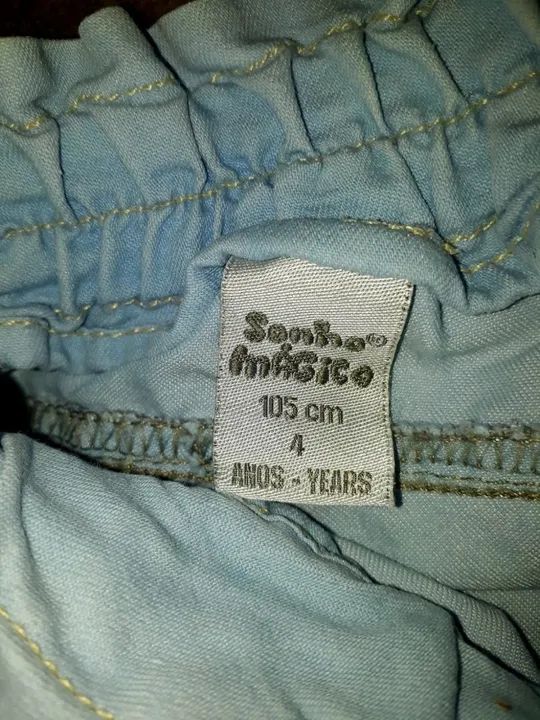 Sonho®
mÁGico
105 cm
4
ANOS - YEARS